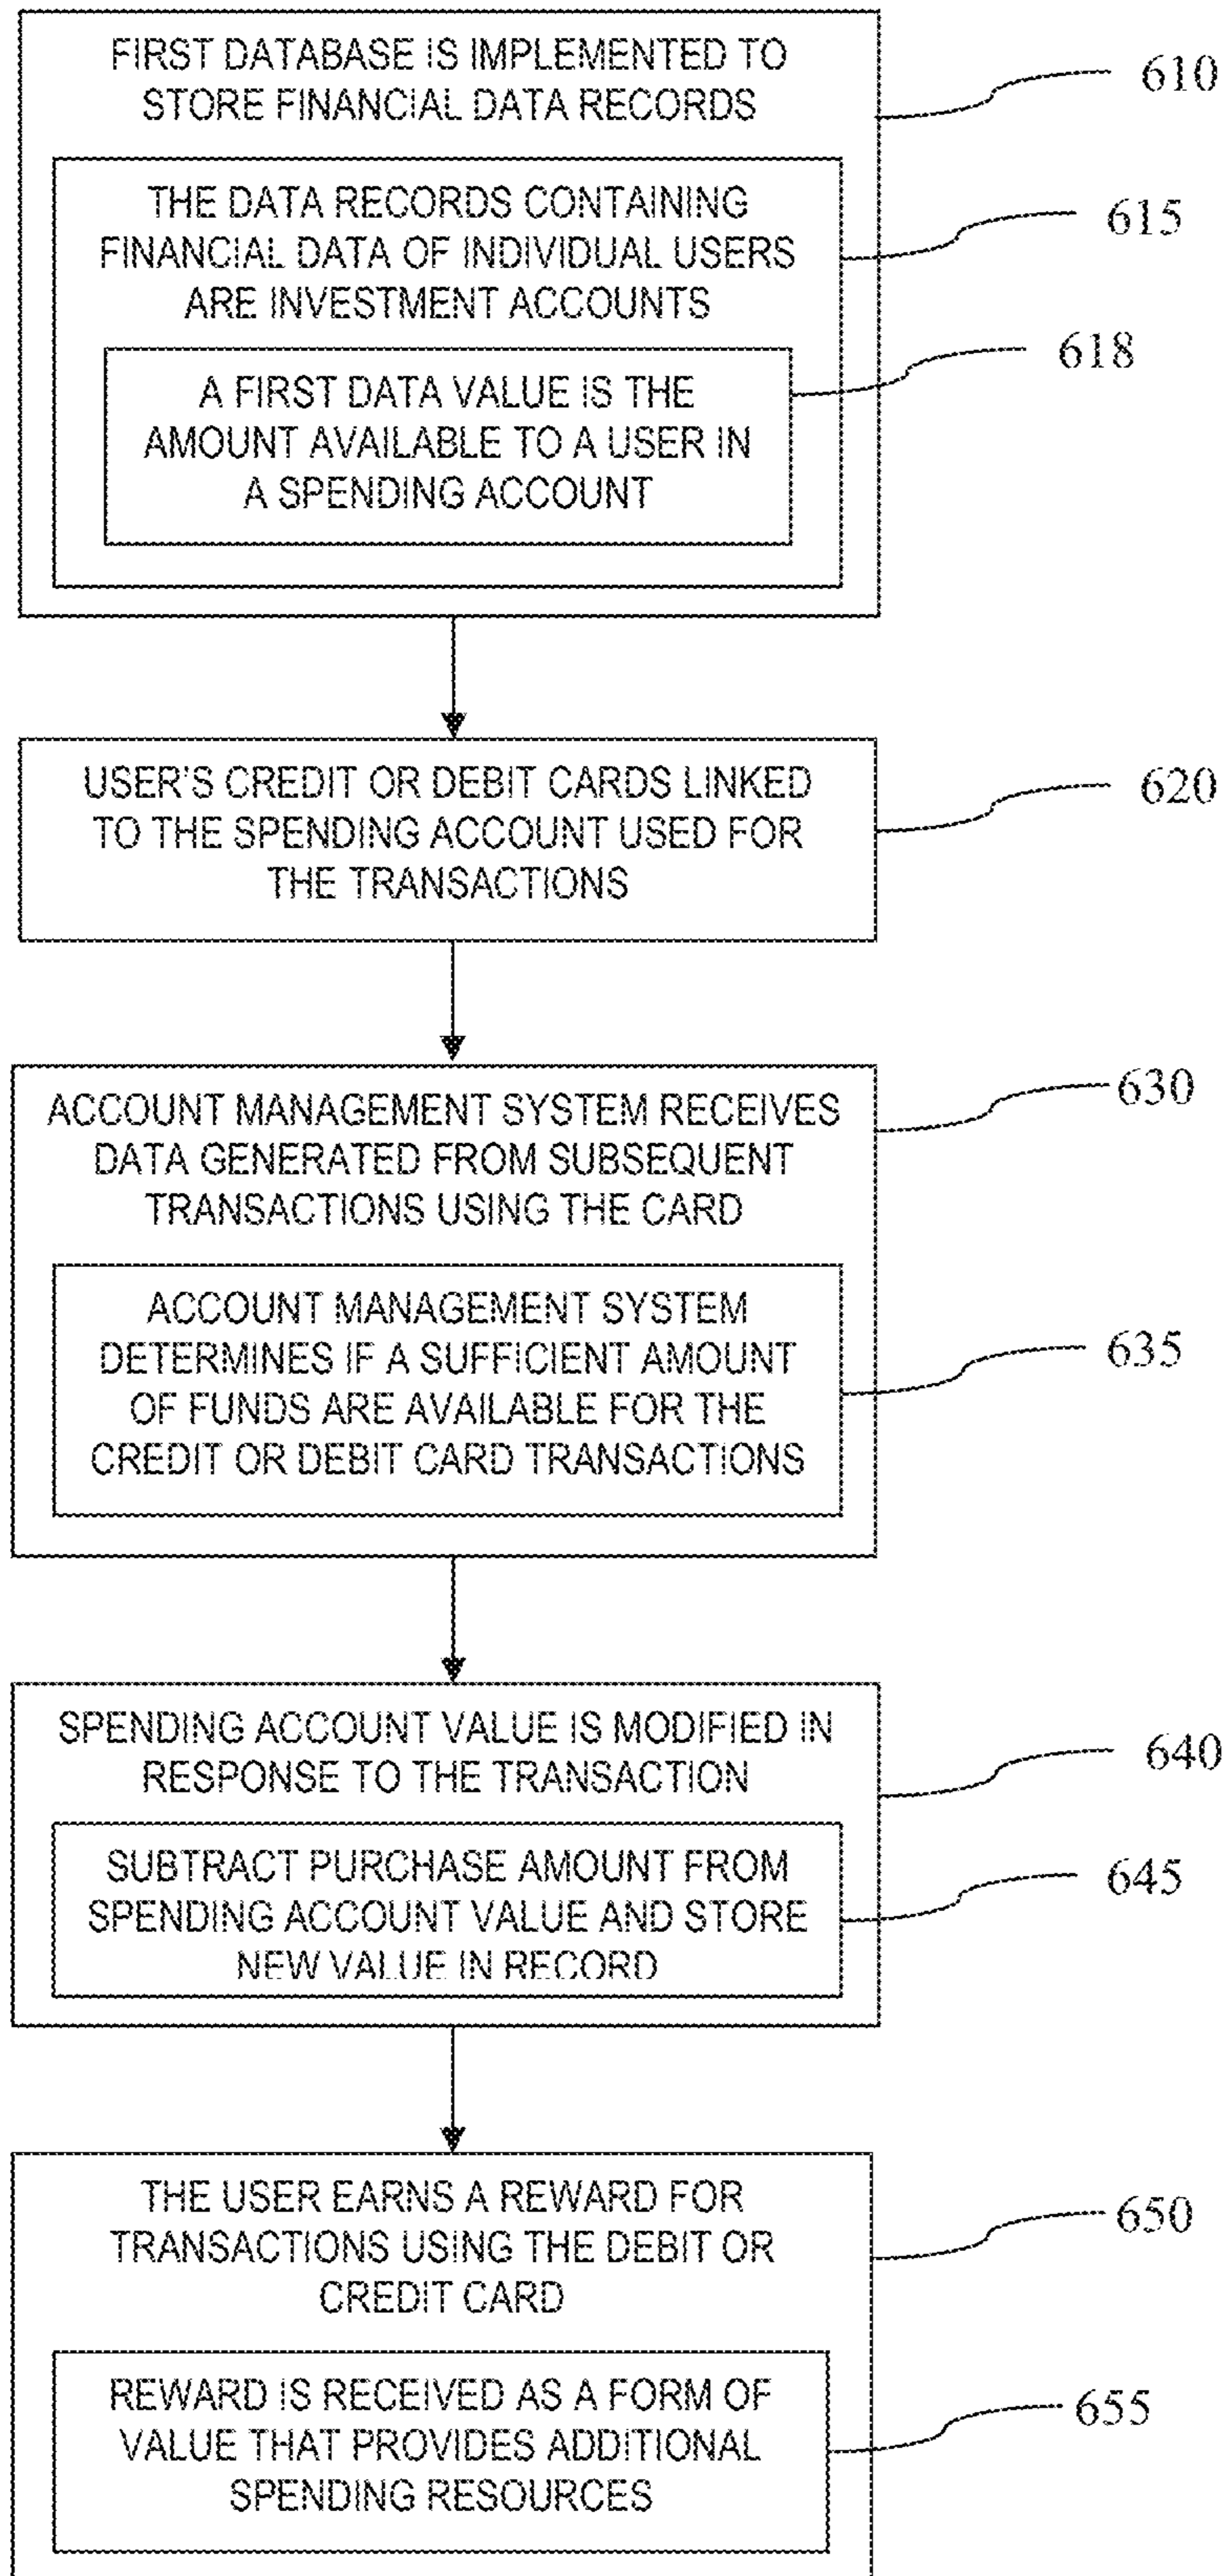 FIRST DATABASE IS IMPLEMENTED TO
STORE FINANCIAL DATA RECORDS
610
THE DATA RECORDS CONTAINING
FINANCIAL DATA OF INDIVIDUAL USERS
ARE INVESTMENT ACCOUNTS
615
A FIRST DATA VALUE IS THE
AMOUNT AVAILABLE TO A USER IN
A SPENDING ACCOUNT
618
USER'S CREDIT OR DEBIT CARDS LINKED
TO THE SPENDING ACCOUNT USED FOR
THE TRANSACTIONS
620
ACCOUNT MANAGEMENT SYSTEM RECEIVES
DATA GENERATED FROM SUBSEQUENT
TRANSACTIONS USING THE CARD
630
ACCOUNT MANAGEMENT SYSTEM
DETERMINES IF A SUFFICIENT AMOUNT
OF FUNDS ARE AVAILABLE FOR THE
CREDIT OR DEBIT CARD TRANSACTIONS
635
SPENDING ACCOUNT VALUE IS MODIFIED IN
RESPONSE TO THE TRANSACTION
640
SUBTRACT PURCHASE AMOUNT FROM
SPENDING ACCOUNT VALUE AND STORE
NEW VALUE IN RECORD
645
THE USER EARNS A REWARD FOR
TRANSACTIONS USING THE DEBIT OR
CREDIT CARD
650
REWARD IS RECEIVED AS A FORM OF
VALUE THAT PROVIDES ADDITIONAL
SPENDING RESOURCES
655